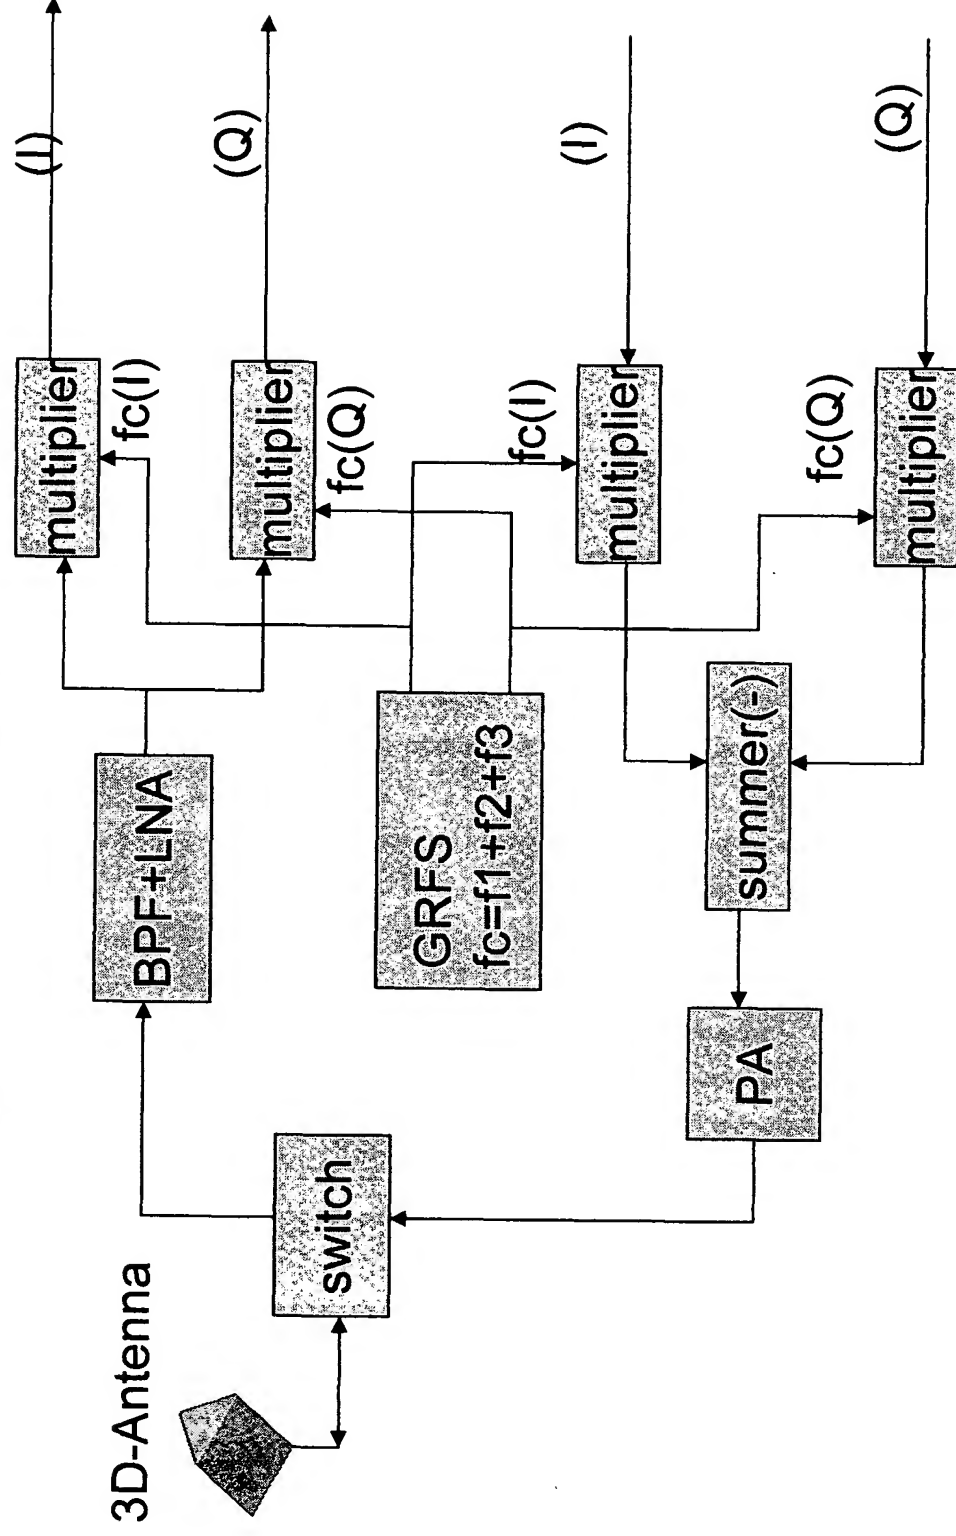 3D-Antenna
switch
BPF+LNA
multiplier
(I)
fc(I)
multiplier
(Q)
fc(Q)
GRFS
fc=f1+f2+f3
fc(I)
multiplier
(I)
PA
summer(-)
fc(Q)
multiplier
(Q)